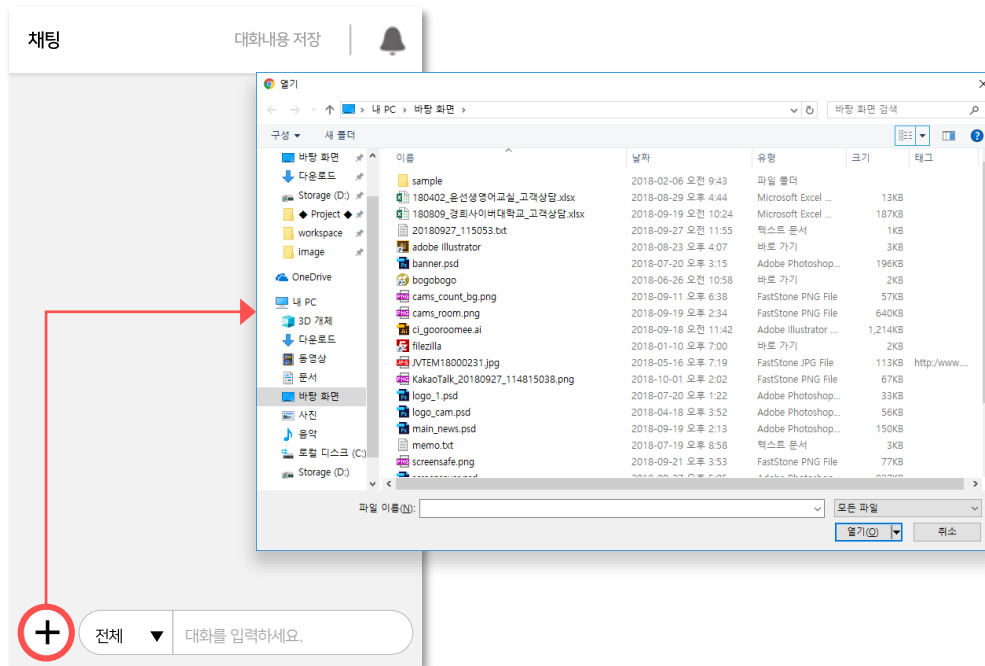 채팅
대화내용 저장
열기
내 PC
바탕 화면
바탕 화면 검색
구성
새 폴더
바탕 화면
다운로드
Storage (D:)
◆ Project ◆
workspace
image
OneDrive
내 PC
3D 개체
다운로드
동영상
문서
바탕 화면
사진
음악
로컬 디스크 (C:)
Storage (D:)
이름 날짜 유형 크기 태그
sample 2018-02-06 오전 9:43 파일 폴더
180402_윤선생영어교실_고객상담.xlsx 2018-08-29 오후 4:44 Microsoft Excel ... 13KB
180809_경희사이버대학교_고객상담.xlsx 2018-09-19 오전 10:24 Microsoft Excel ... 187KB
20180927_115053.txt 2018-09-27 오전 11:55 텍스트 문서 1KB
adobe illustrator 2018-08-23 오후 4:07 바로 가기 3KB
banner.psd 2018-07-20 오후 3:15 Adobe Photoshop... 196KB
bogobogo 2018-06-26 오전 10:58 바로 가기 2KB
cams_count_bg.png 2018-09-11 오후 6:38 FastStone PNG File 57KB
cams_room.png 2018-09-19 오후 2:34 FastStone PNG File 640KB
ci_gooroomee.ai 2018-09-18 오전 11:42 Adobe Illustrator ... 1,214KB
filezilla 2018-01-10 오후 7:00 바로 가기 2KB
JVTEM18000231.jpg 2018-05-16 오후 7:19 FastStone JPG File 113KB http:/www....
KakaoTalk_20180927_114815038.png 2018-10-01 오후 2:02 FastStone PNG File 67KB
logo_1.psd 2018-07-20 오후 1:22 Adobe Photoshop... 33KB
logo_cam.psd 2018-04-18 오후 3:52 Adobe Photoshop... 56KB
main_news.psd 2018-09-19 오후 2:13 Adobe Photoshop... 150KB
memo.txt 2018-07-19 오후 8:58 텍스트 문서 3KB
screensafe.png 2018-09-21 오후 3:53 FastStone PNG File 77KB
파일 이름(N):
모든 파일
열기(O)
취소
전체 ▼
대화를 입력하세요.